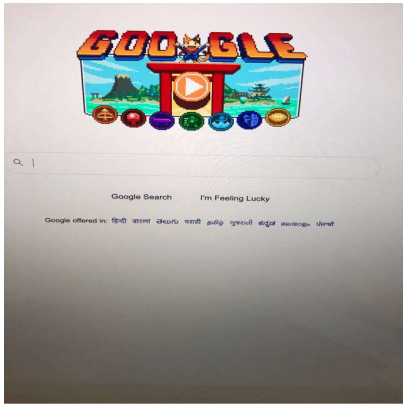 GOOGLE
Google Search I'm Feeling Lucky
Google offered in: हिन्दी বাংলা తెలుగు मराठी தமிழ் ગુજરાતી ಕನ್ನಡ മലയാളം ਪੰਜਾਬੀ